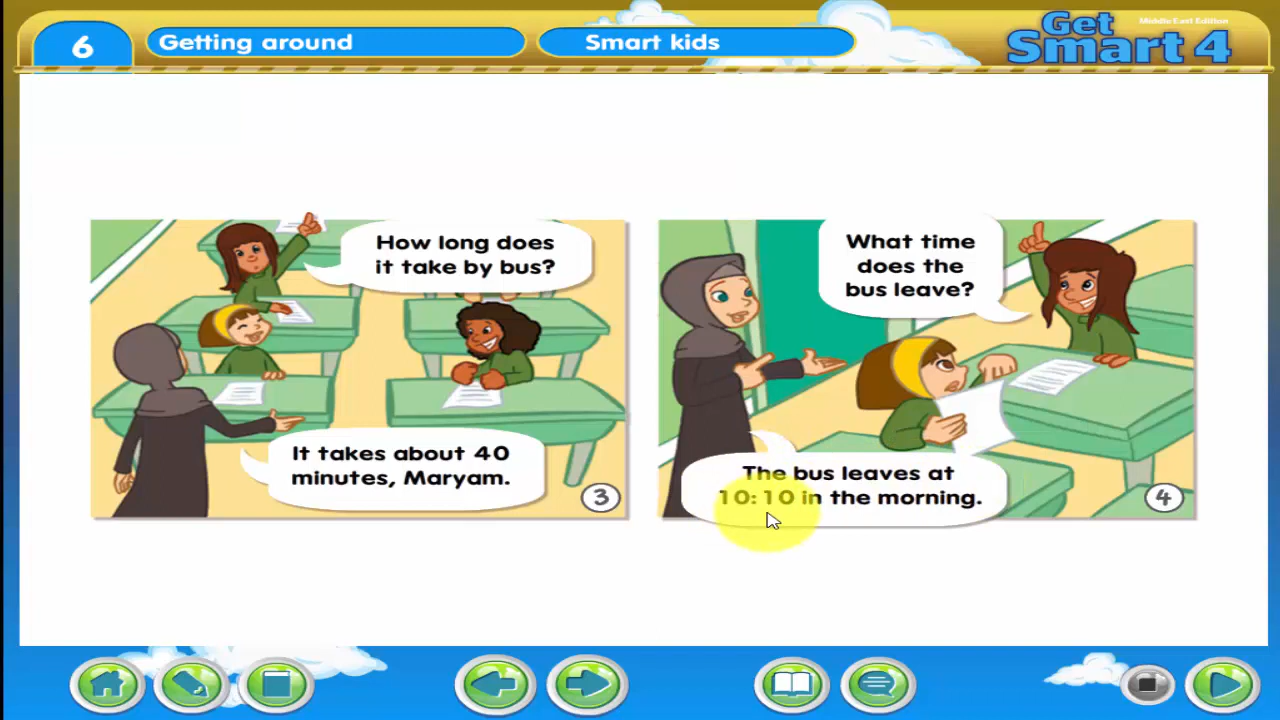 6
Getting around
Smart kids
Get
Middle East Edition
Smart 4
How long does
it take by bus?
It takes about 40
minutes, Maryam.
3
What time
does the
bus leave?
The bus leaves at
10:10 in the morning.
4